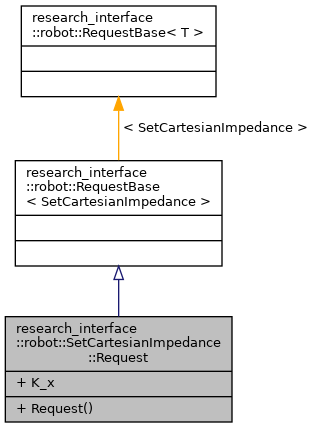 research_interface
::robot::RequestBase< T >
< SetCartesianImpedance >
research_interface
::robot::RequestBase
< SetCartesianImpedance >
research_interface
::robot::SetCartesianImpedance
::Request
+ K_x
+ Request()